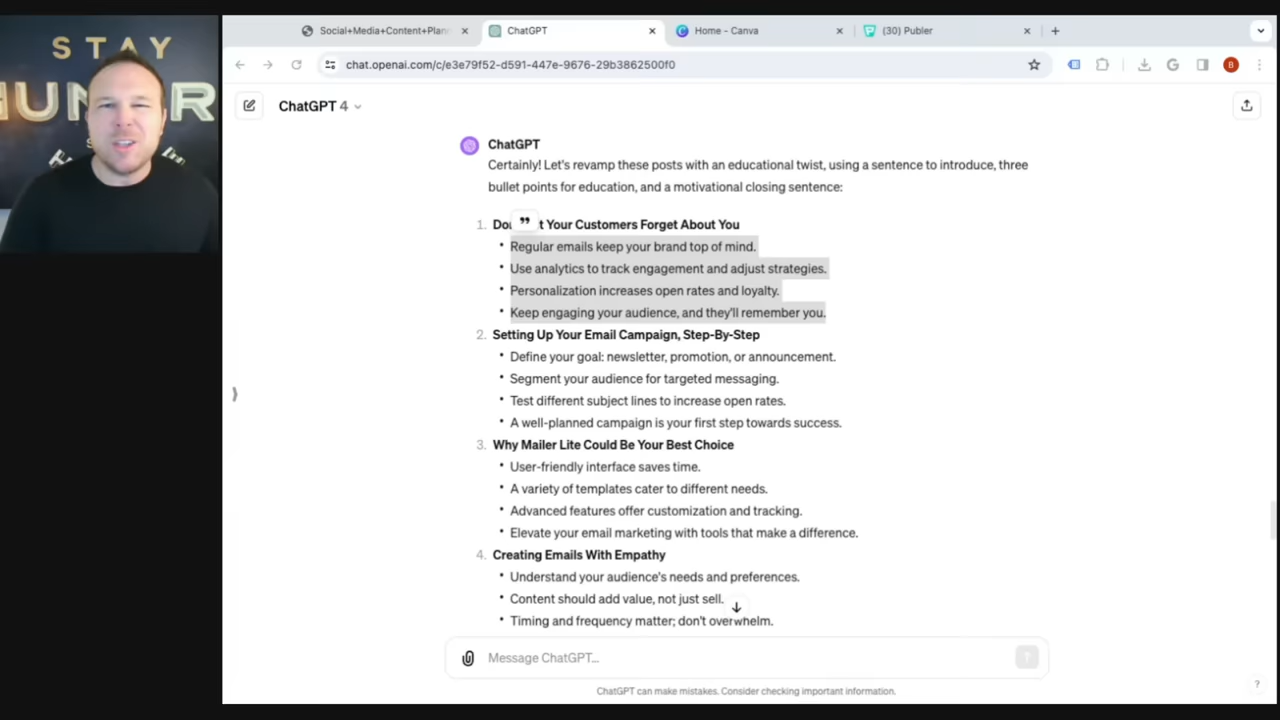 STAY
HUN
R
Social+Media+Content+Plan
ChatGPT
Home - Canva
(30) Publer
chat.openai.com/c/e3e79f52-d591-447e-9676-29b3862500f0
B
ChatGPT 4
ChatGPT
Certainly! Let's revamp these posts with an educational twist, using a sentence to introduce, three
bullet points for education, and a motivational closing sentence:
1. Do t Your Customers Forget About You
• Regular emails keep your brand top of mind.
• Use analytics to track engagement and adjust strategies.
• Personalization increases open rates and loyalty.
• Keep engaging your audience, and they'll remember you.
2. Setting Up Your Email Campaign, Step-By-Step
• Define your goal: newsletter, promotion, or announcement.
• Segment your audience for targeted messaging.
• Test different subject lines to increase open rates.
• A well-planned campaign is your first step towards success.
3. Why Mailer Lite Could Be Your Best Choice
• User-friendly interface saves time.
• A variety of templates cater to different needs.
• Advanced features offer customization and tracking.
• Elevate your email marketing with tools that make a difference.
4. Creating Emails With Empathy
• Understand your audience's needs and preferences.
• Content should add value, not just sell.
• Timing and frequency matter; don't overwhelm.
Message ChatGPT...
?
ChatGPT can make mistakes. Consider checking important information.
?